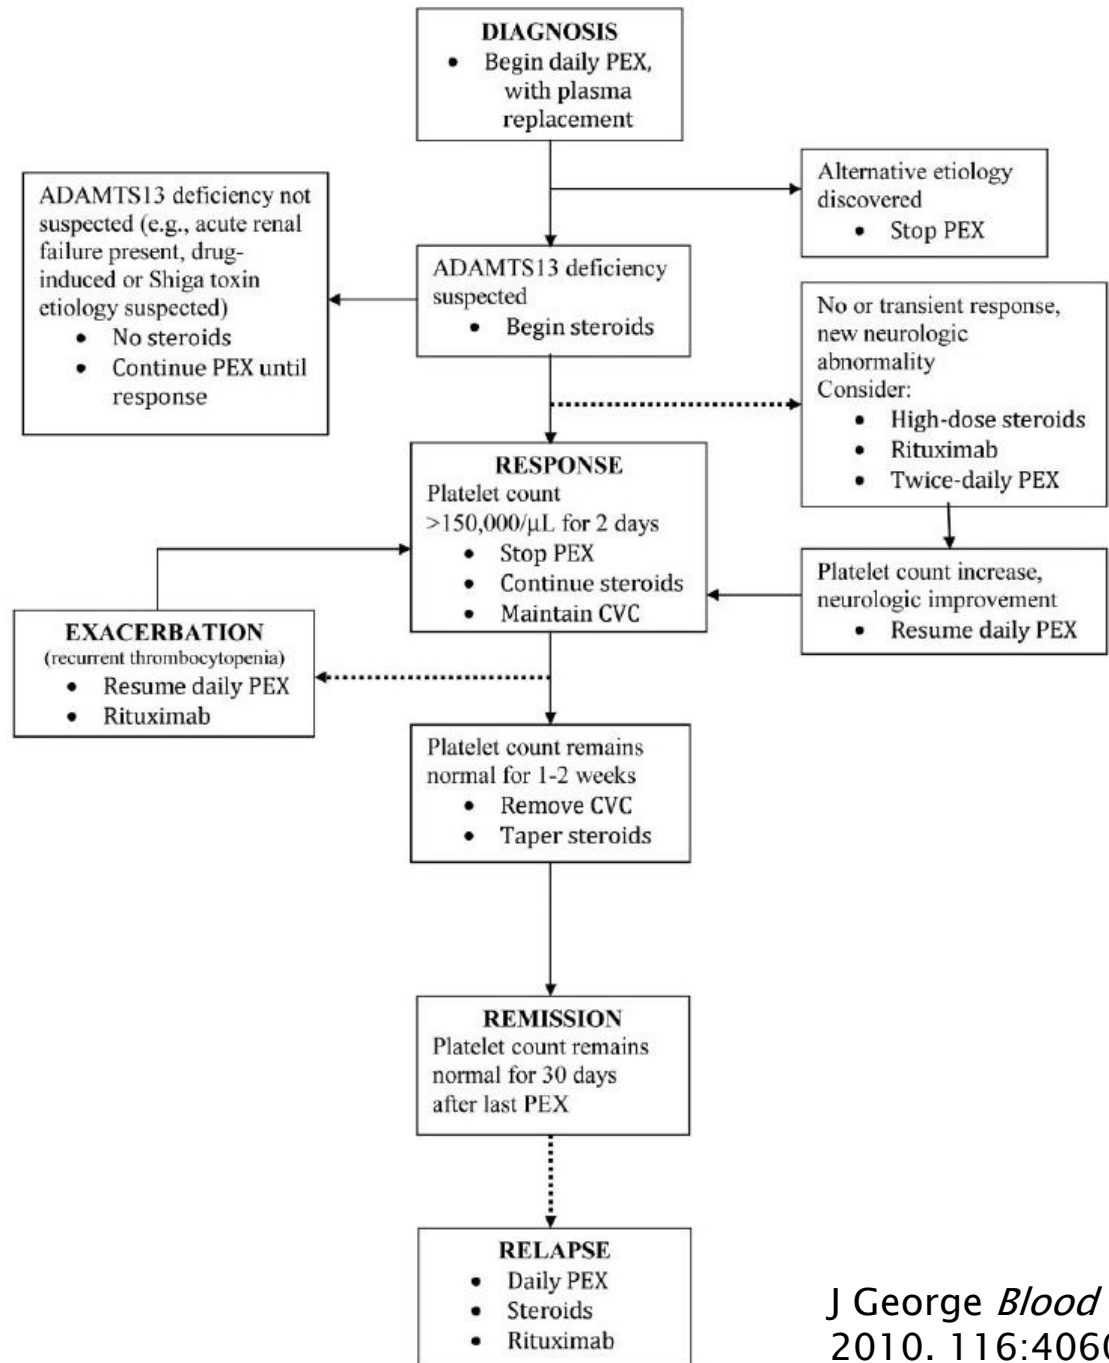 DIAGNOSIS
• Begin daily PEX,
with plasma
replacement
Alternative etiology
discovered
• Stop PEX
ADAMTS13 deficiency not
suspected (e.g., acute renal
failure present, drug-
induced or Shiga toxin
etiology suspected)
• No steroids
• Continue PEX until
response
ADAMTS13 deficiency
suspected
• Begin steroids
No or transient response,
new neurologic
abnormality
Consider:
• High-dose steroids
• Rituximab
• Twice-daily PEX
RESPONSE
Platelet count
>150,000/µL for 2 days
• Stop PEX
• Continue steroids
• Maintain CVC
Platelet count increase,
neurologic improvement
• Resume daily PEX
EXACERBATION
(recurrent thrombocytopenia)
• Resume daily PEX
• Rituximab
Platelet count remains
normal for 1-2 weeks
• Remove CVC
• Taper steroids
REMISSION
Platelet count remains
normal for 30 days
after last PEX
RELAPSE
• Daily PEX
• Steroids
• Rituximab
J George Blood
2010. 116:4060